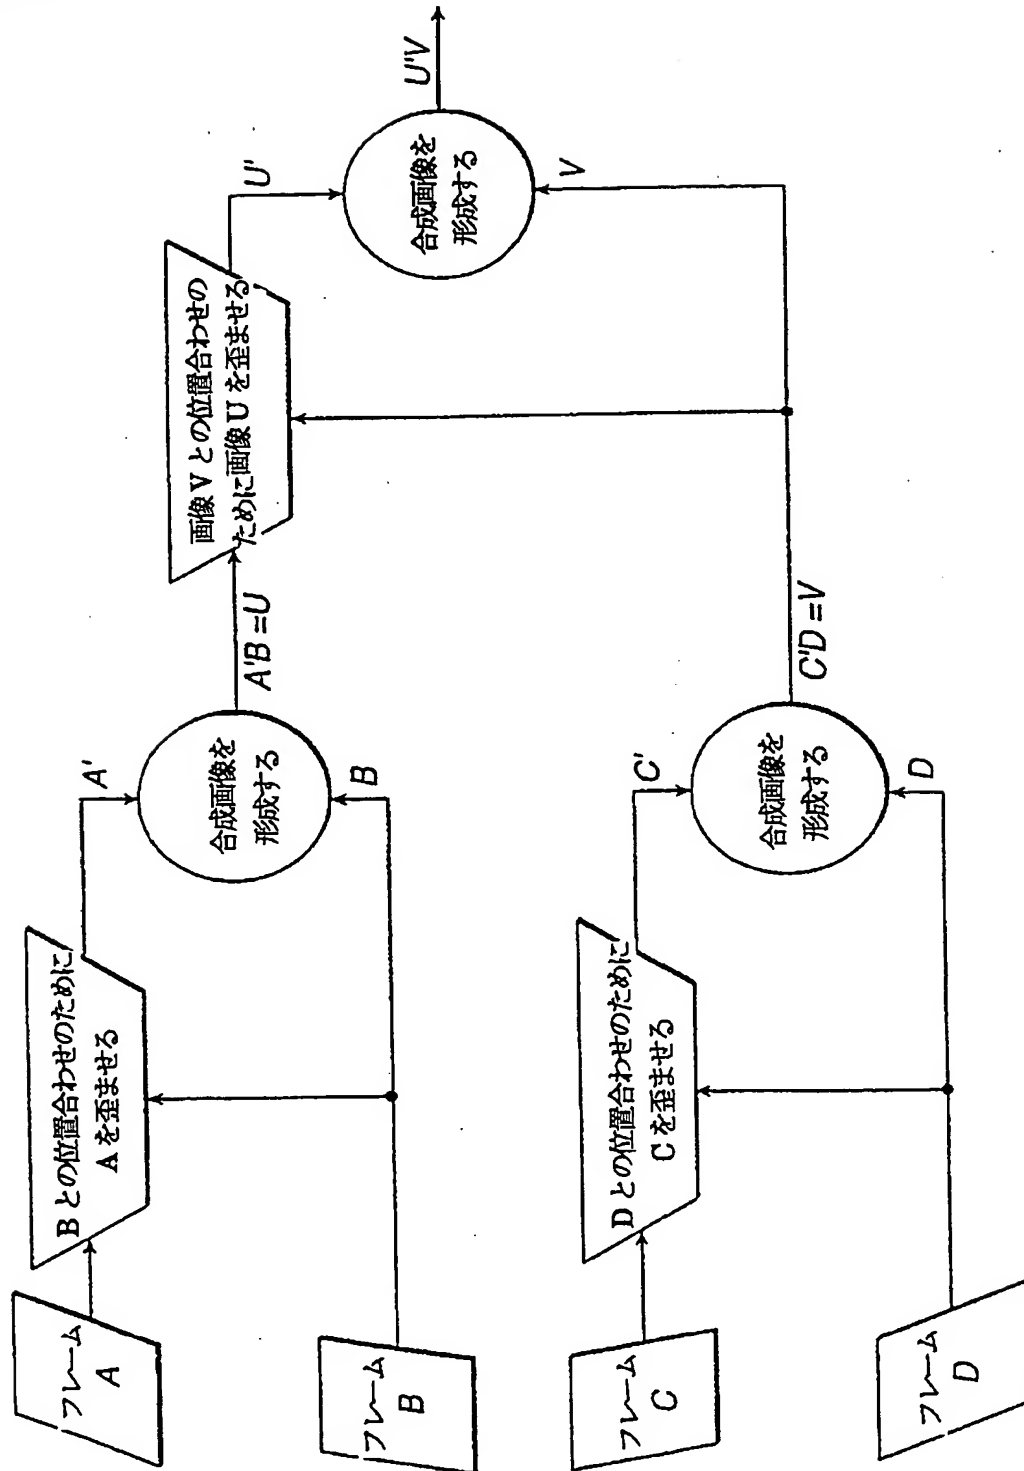 フレーム
A
Bとの位置合わせのために
Aを歪ませる
A'
合成画像を
形成する
B
フレーム
B
A'B=U
画像Vとの位置合わせの
ために画像Uを歪ませる
U'
合成画像を
形成する
V
U'V
フレーム
C
Dとの位置合わせのために
Cを歪ませる
C'
合成画像を
形成する
D
フレーム
D
C'D=V